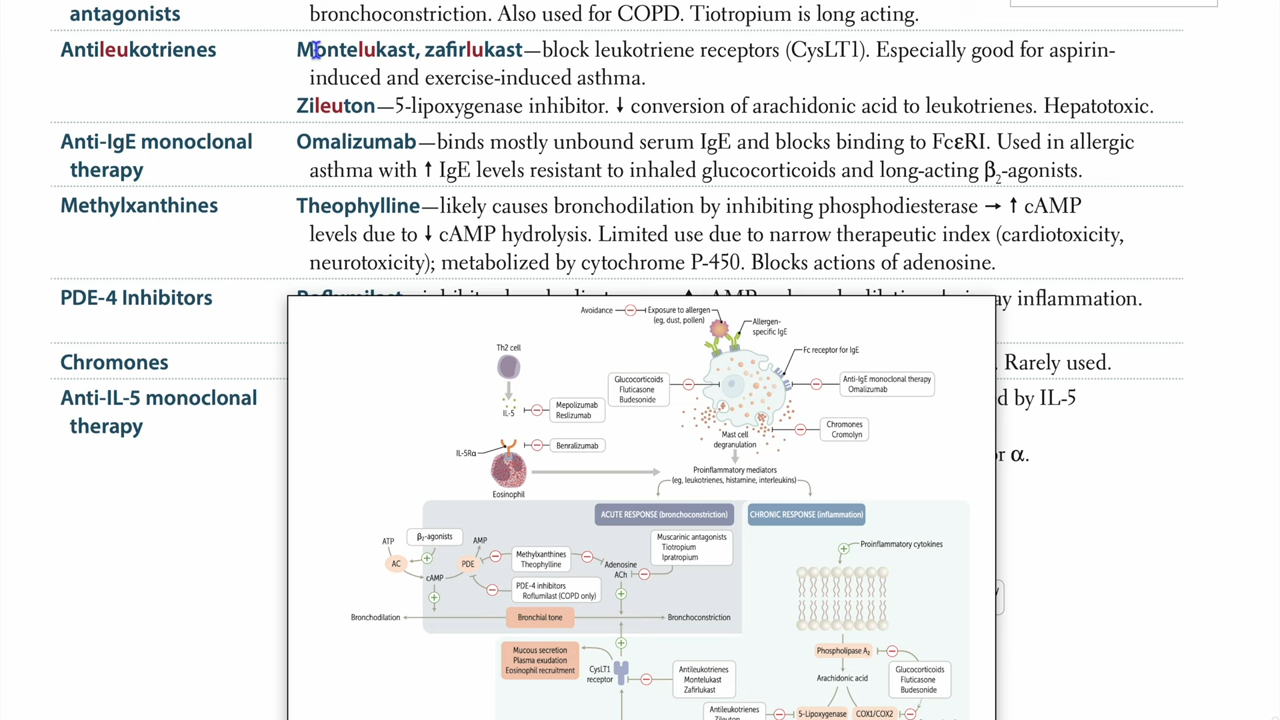 antagonists
bronchoconstriction. Also used for COPD. Tiotropium is long acting.
Antileukotrienes
Montelukast, zafirlukast—block leukotriene receptors (CysLT1). Especially good for aspirin-
induced and exercise-induced asthma.
Zileuton—5-lipoxygenase inhibitor. ↓ conversion of arachidonic acid to leukotrienes. Hepatotoxic.
Anti-IgE monoclonal
therapy
Omalizumab—binds mostly unbound serum IgE and blocks binding to FcεRI. Used in allergic
asthma with ↑ IgE levels resistant to inhaled glucocorticoids and long-acting β2-agonists.
Methylxanthines
Theophylline—likely causes bronchodilation by inhibiting phosphodiesterase → ↑ cAMP
levels due to ↓ cAMP hydrolysis. Limited use due to narrow therapeutic index (cardiotoxicity,
neurotoxicity); metabolized by cytochrome P-450. Blocks actions of adenosine.
PDE-4 Inhibitors
inflammation.
Chromones
Rarely used.
Anti-IL-5 monoclonal
therapy
by IL-5
α.
Avoidance
Exposure to allergen
(eg, dust, pollen)
Allergen-
specific IgE
Th2 cell
Fc receptor for IgE
Glucocorticoids
Fluticasone
Budesonide
Anti-IgE monoclonal therapy
Omalizumab
IL-5
Mepolizumab
Reslizumab
Chromones
Cromolyn
Mast cell
degranulation
IL-5Rα
Benralizumab
Eosinophil
Proinflammatory mediators
(eg, leukotrienes, histamine, interleukins)
ACUTE RESPONSE (bronchoconstriction)
CHRONIC RESPONSE (inflammation)
ATP
β2-agonists
AMP
AC
cAMP
PDE
Methylxanthines
Theophylline
Adenosine
ACh
Muscarinic antagonists
Tiotropium
Ipratropium
PDE-4 inhibitors
Roflumilast (COPD only)
Bronchodilation
Bronchial tone
Bronchoconstriction
Proinflammatory cytokines
Mucous secretion
Plasma exudation
Eosinophil recruitment
CysLT1
receptor
Antileukotrienes
Montelukast
Zafirlukast
Phospholipase A2
Arachidonic acid
Glucocorticoids
Fluticasone
Budesonide
Antileukotrienes
Zileuton
5-Lipoxygenase
COX1/COX2